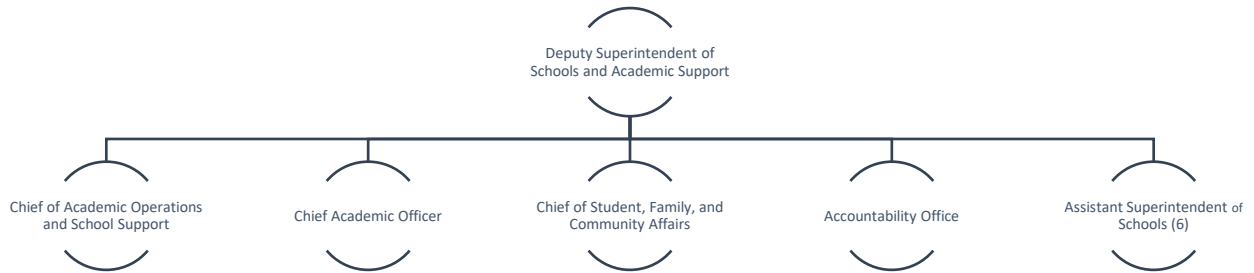 Deputy Superintendent of
Schools and Academic Support
Chief of Academic Operations
and School Support
Chief Academic Officer
Chief of Student, Family, and
Community Affairs
Accountability Office
Assistant Superintendent of
Schools (6)